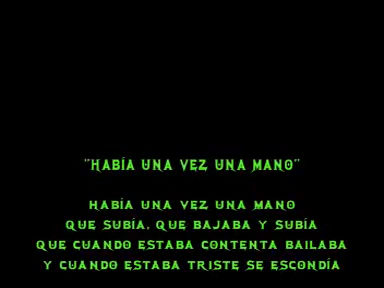 "HABÍA UNA VEZ UNA MANO"
HABÍA UNA VEZ UNA MANO
QUE SUBÍA, QUE BAJABA Y SUBÍA
QUE CUANDO ESTABA CONTENTA BAILABA
Y CUANDO ESTABA TRISTE SE ESCONDÍA